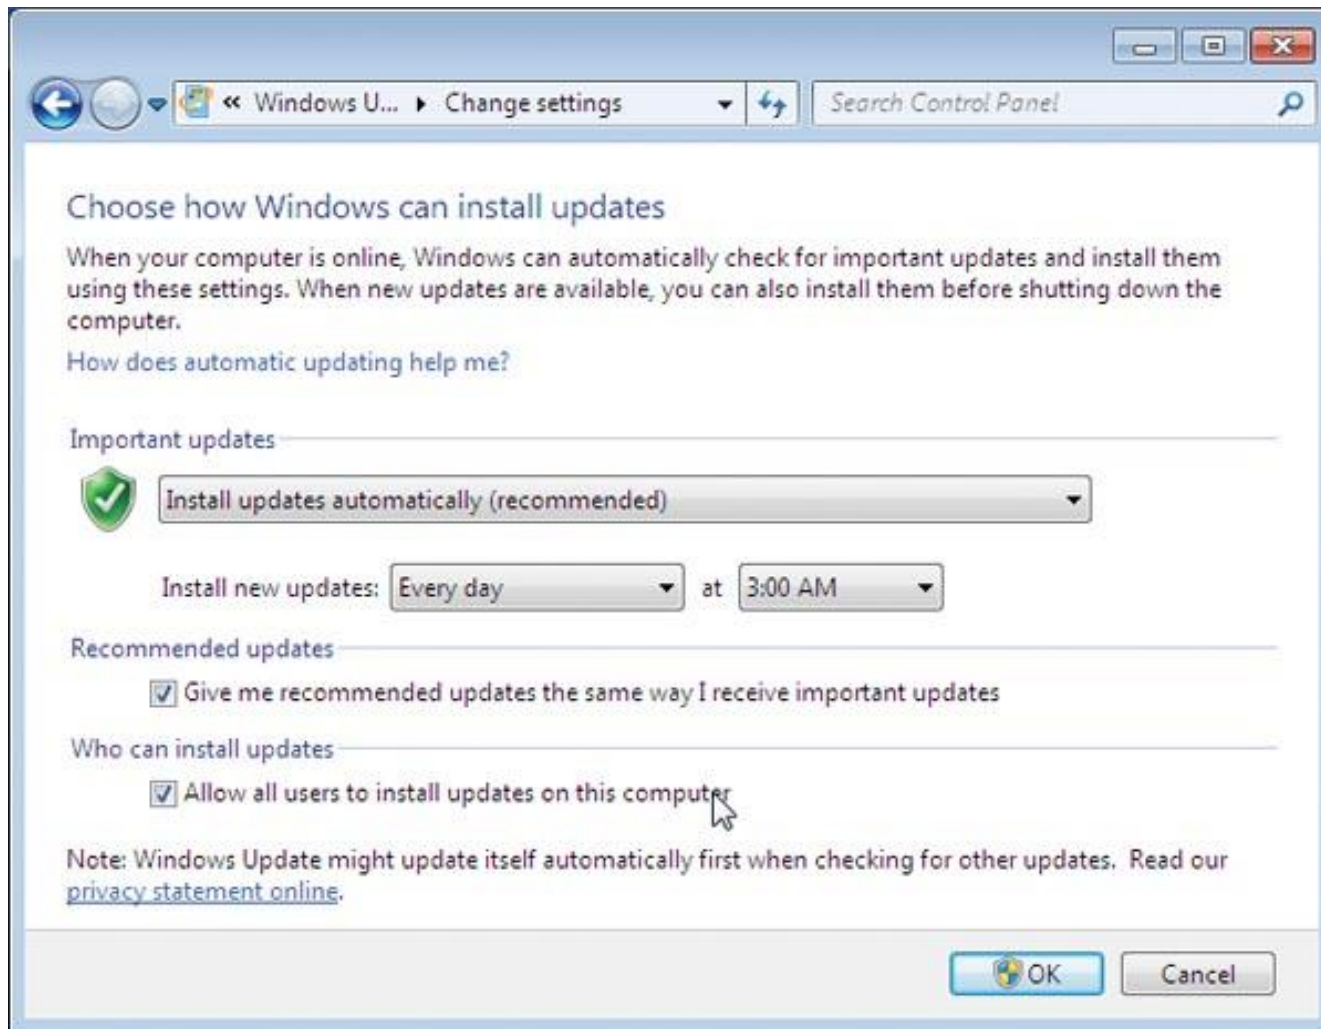 « Windows U... ▸ Change settings
Search Control Panel
Choose how Windows can install updates
When your computer is online, Windows can automatically check for important updates and install them
using these settings. When new updates are available, you can also install them before shutting down the
computer.
How does automatic updating help me?
Important updates
Install updates automatically (recommended)
Install new updates: Every day at 3:00 AM
Recommended updates
Give me recommended updates the same way I receive important updates
Who can install updates
Allow all users to install updates on this computer
Note: Windows Update might update itself automatically first when checking for other updates. Read our
privacy statement online.
OK Cancel